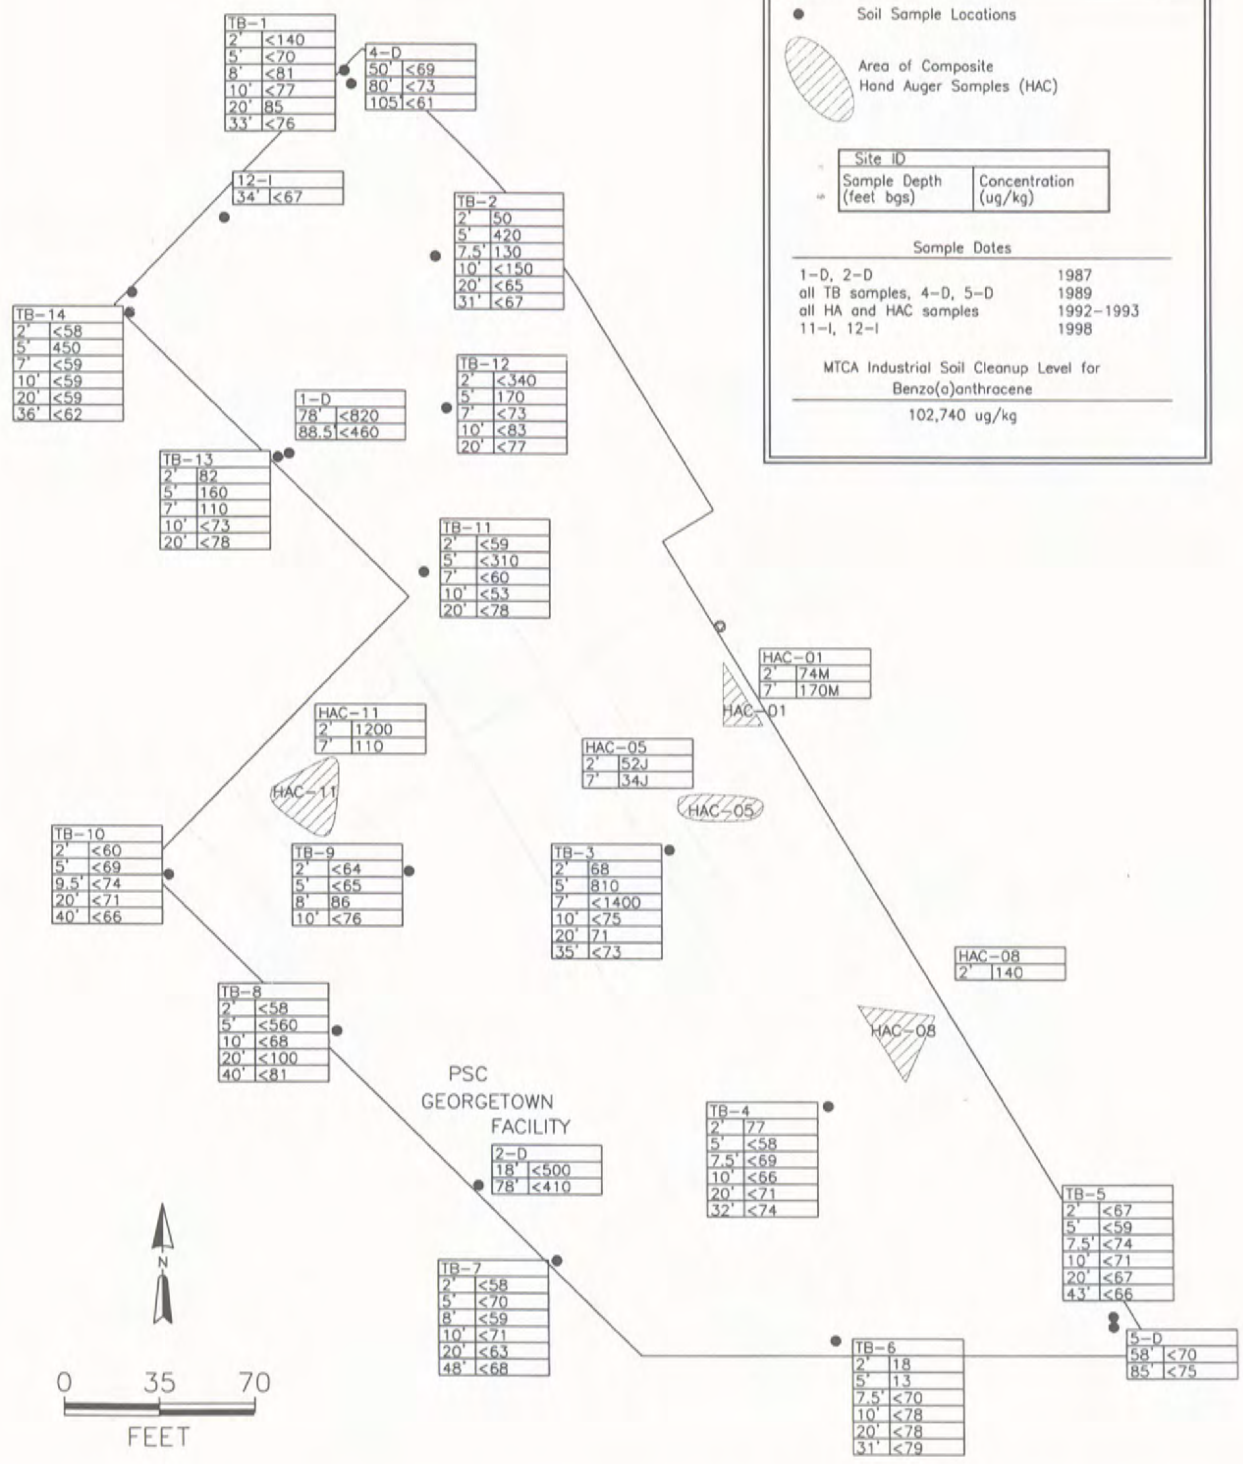 Soil Sample Locations
Area of Composite
Hand Auger Samples (HAC)
Site ID
Sample Depth
(feet bgs)
Concentration
(ug/kg)
Sample Dates
1-D, 2-D 1987
all TB samples, 4-D, 5-D 1989
all HA and HAC samples 1992-1993
11-I, 12-I 1998
MTCA Industrial Soil Cleanup Level for
Benzo(a)anthracene
102,740 ug/kg
TB-1
2' <140
5' <70
8' <81
10' <77
20' 85
33' <76
4-D
50' <69
80' <73
105' <61
12-I
34' <67
TB-2
2' 50
5' 420
7.5' 130
10' <150
20' <65
31' <67
TB-14
2' <58
5' 450
7' <59
10' <59
20' <59
36' <62
TB-12
2' <340
5' 170
7' <73
10' <83
20' <77
1-D
78' <820
88.5' <460
TB-13
2' 82
5' 160
7' 110
10' <73
20' <78
TB-11
2' <59
5' <310
7' <60
10' <53
20' <78
HAC-01
2' 74M
7' 170M
HAC-01
HAC-11
2' 1200
7' 110
HAC-11
HAC-05
2' 52J
7' 34J
HAC-05
TB-10
2' <60
5' <69
9.5' <74
20' <71
40' <66
TB-9
2' <64
5' <65
8' 86
10' <76
TB-3
2' 68
5' 810
7' <1400
10' <75
20' 71
35' <73
HAC-08
2' 140
HAC-08
TB-8
2' <58
5' <560
10' <68
20' <100
40' <81
PSC
GEORGETOWN
FACILITY
2-D
18' <500
78' <410
TB-4
2' 77
5' <58
7.5' <69
10' <66
20' <71
32' <74
TB-5
2' <67
5' <59
7.5' <74
10' <71
20' <67
43' <66
TB-7
2' <58
5' <70
8' <59
10' <71
20' <63
48' <68
5-D
58' <70
85' <75
TB-6
2' 18
5' 13
7.5' <70
10' <78
20' <78
31' <79
N
0 35 70
FEET